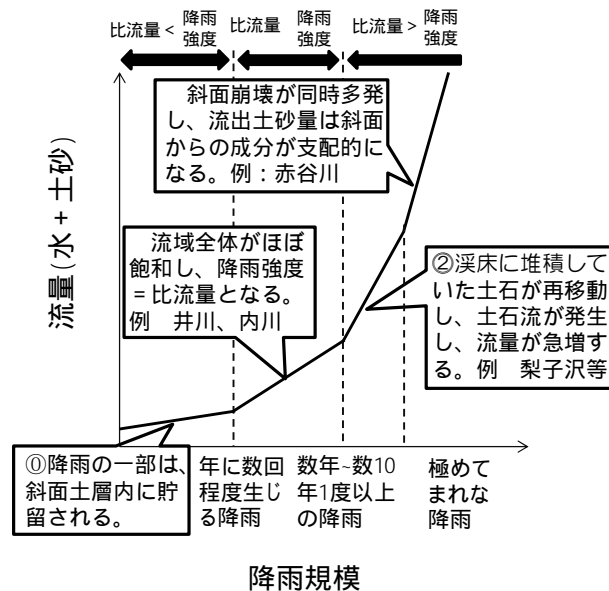 比流量 < 降雨
強度
比流量 降雨
強度
比流量 > 降雨
強度
流量(水 + 土砂)
斜面崩壊が同時多発
し、流出土砂量は斜面
からの成分が支配的に
なる。例：赤谷川
流域全体がほぼ
飽和し、降雨強度
=比流量となる。
例 井川、内川
②渓床に堆積して
いた土石が再移動
し、土石流が発生
し、流量が急増す
る。例 梨子沢等
⓪降雨の一部は、
斜面土層内に貯
留される。
年に数回
程度生じ
る降雨
数年~数10
年1度以上
の降雨
極めて
まれな
降雨
降雨規模